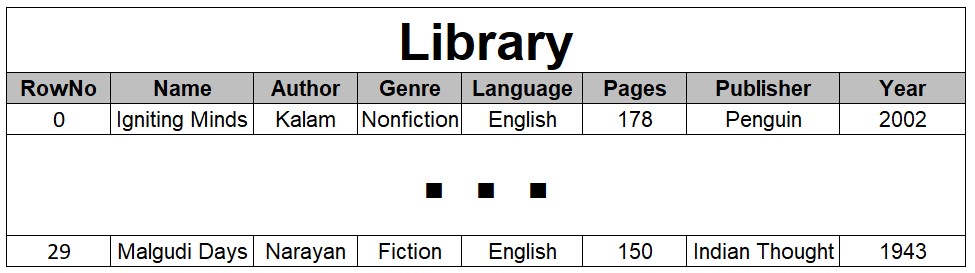 Library
RowNo Name Author Genre Language Pages Publisher Year
0 Igniting Minds Kalam Nonfiction English 178 Penguin 2002
29 Malgudi Days Narayan Fiction English 150 Indian Thought 1943